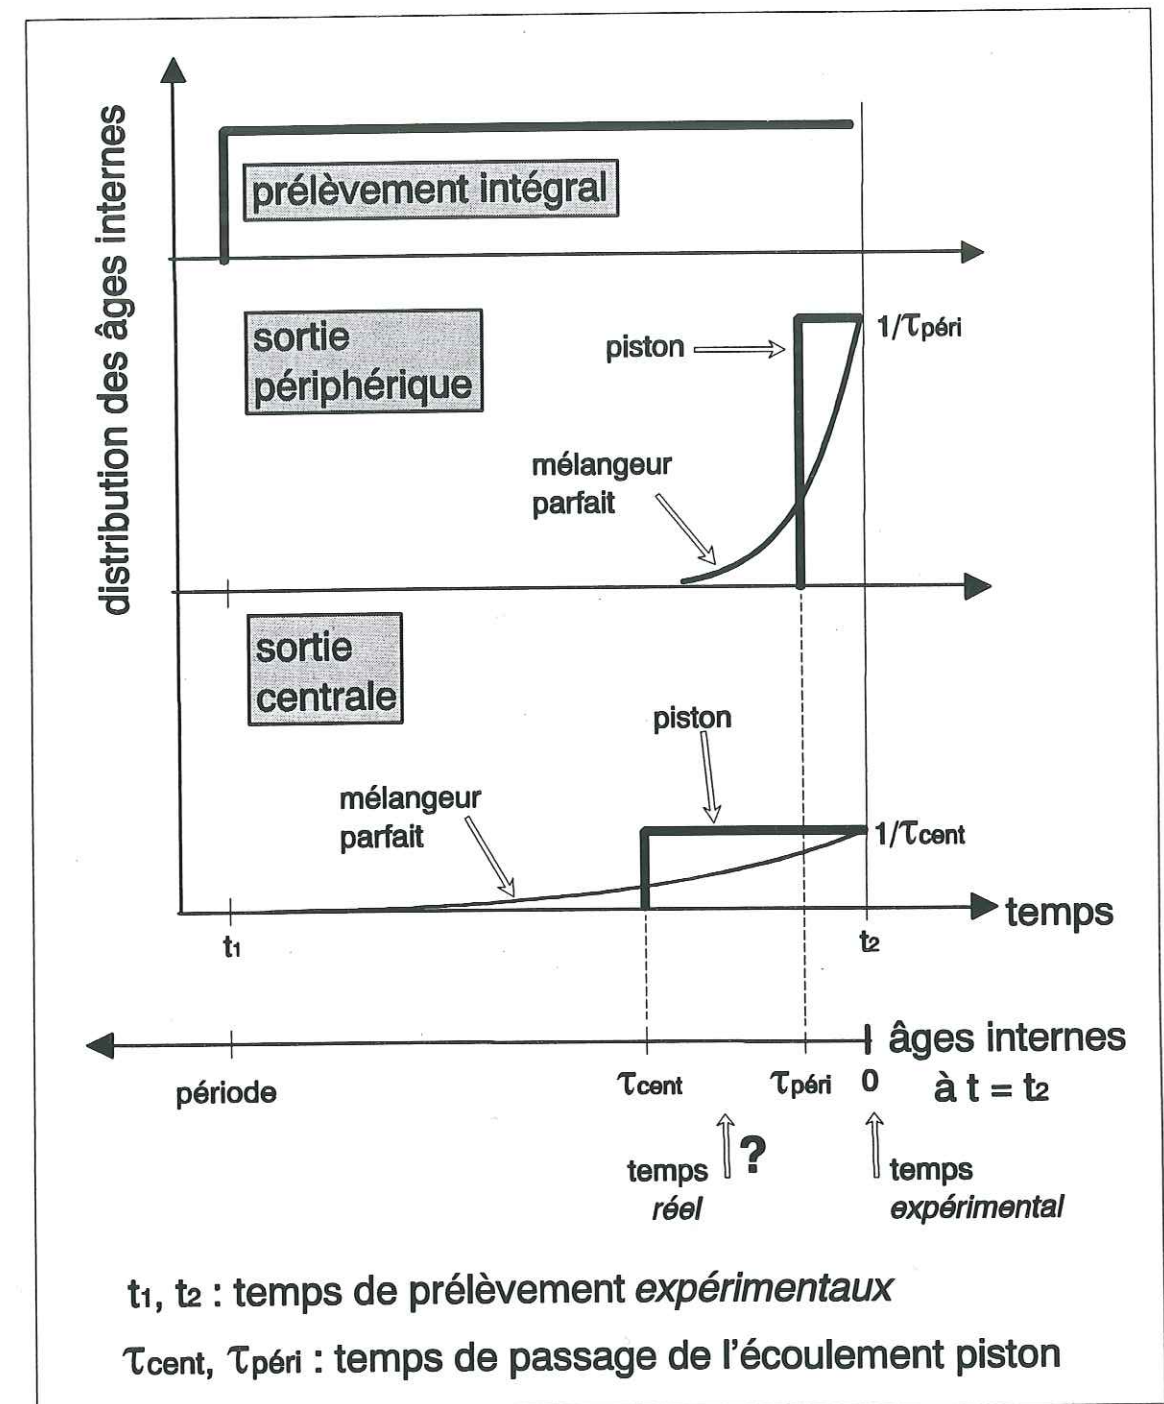 distribution des âges internes
prélèvement intégral
sortie
périphérique
piston
1/τpéri
mélangeur
parfait
sortie
centrale
piston
mélangeur
parfait
1/τcent
temps
t1
t2
âges internes
à t = t2
période
τcent
τpéri
0
temps
réel
?
temps
expérimental
t1, t2 : temps de prélèvement expérimentaux
τcent, τpéri : temps de passage de l'écoulement piston